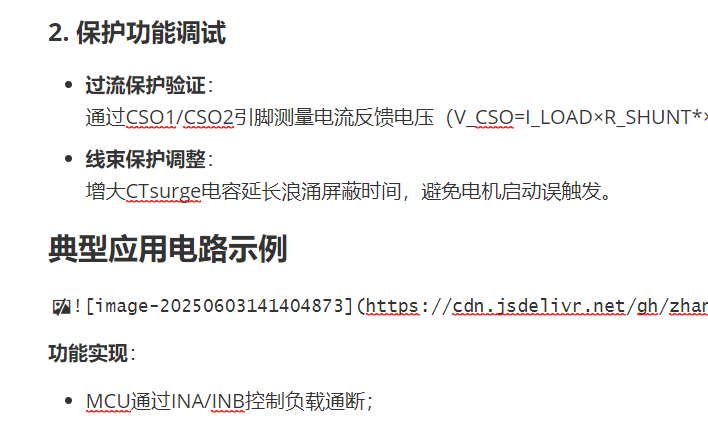 2. 保护功能调试
过流保护验证：
通过CSO1/CSO2引脚测量电流反馈电压（V_CSO=I_LOAD×R_SHUNT*×
线束保护调整：
增大CTsurge电容延长浪涌屏蔽时间，避免电机启动误触发。
典型应用电路示例
![image-20250603141404873](https://cdn.jsdelivr.net/gh/zhan
功能实现：
MCU通过INA/INB控制负载通断；